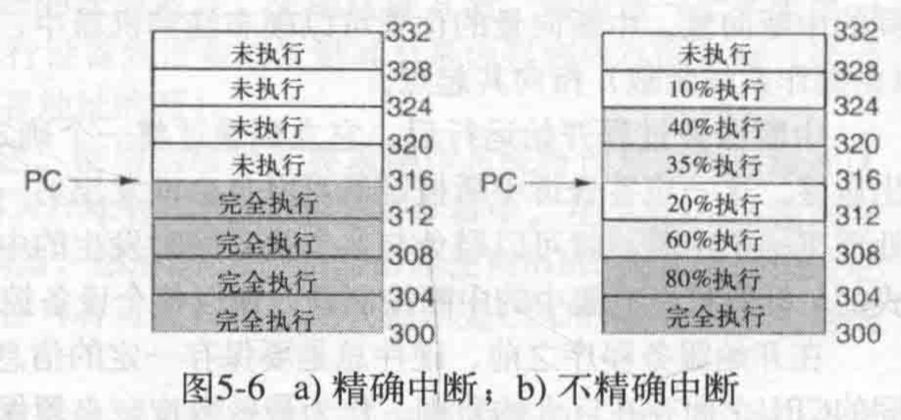 332 332
未执行 未执行
328 328
未执行 10%执行
324 324
未执行 40%执行
320 320
未执行 35%执行
PC 316 PC 316
完全执行 20%执行
312 312
完全执行 60%执行
308 308
完全执行 80%执行
304 304
完全执行 完全执行
300 300
图5-6 a) 精确中断；b) 不精确中断